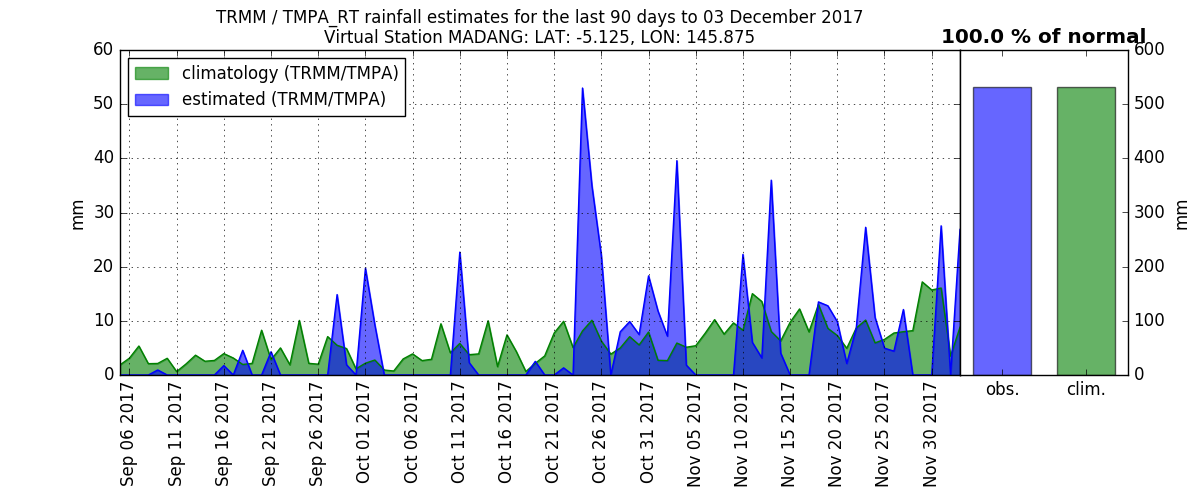 TRMM / TMPA_RT rainfall estimates for the last 90 days to 03 December 2017
Virtual Station MADANG: LAT: -5.125, LON: 145.875
100.0 % of normal
climatology (TRMM/TMPA)
estimated (TRMM/TMPA)
60
50
40
30
20
10
0
mm
600
500
400
300
200
100
0
mm
Sep 06 2017
Sep 11 2017
Sep 16 2017
Sep 21 2017
Sep 26 2017
Oct 01 2017
Oct 06 2017
Oct 11 2017
Oct 16 2017
Oct 21 2017
Oct 26 2017
Oct 31 2017
Nov 05 2017
Nov 10 2017
Nov 15 2017
Nov 20 2017
Nov 25 2017
Nov 30 2017
obs.
clim.